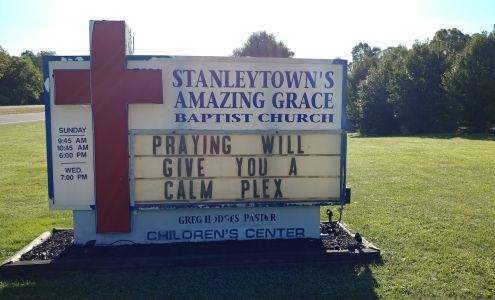 STANLEYTOWN'S
AMAZING GRACE
BAPTIST CHURCH
SUNDAY
9:45 AM
10:45 AM
6:00 PM
WED.
7:00 PM
PRAYING WILL
GIVE YOU A
CALM PLEX
GREG HODGES PASTOR
CHILDREN'S CENTER